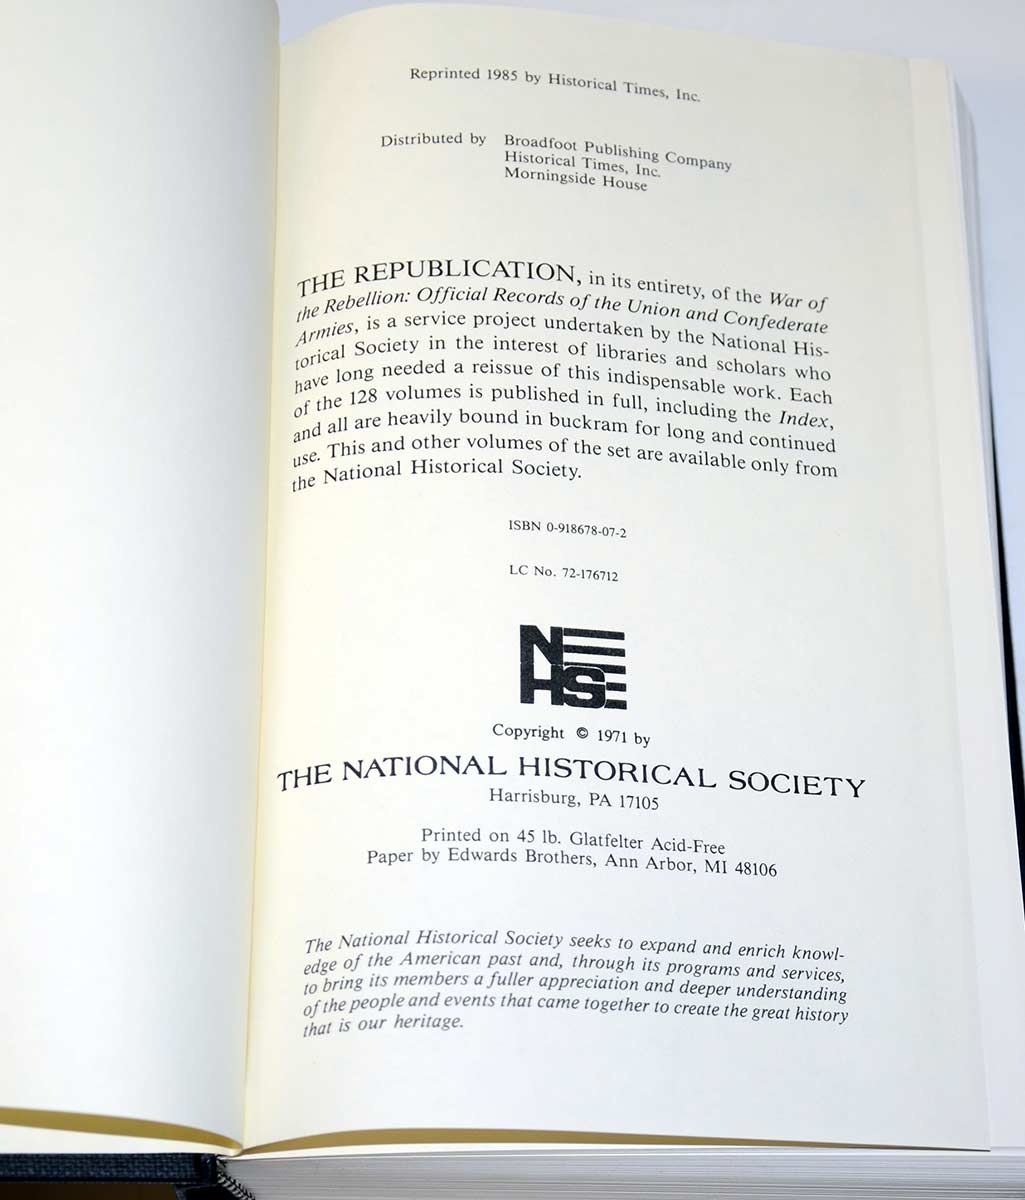 Reprinted 1985 by Historical Times, Inc.
Distributed by Broadfoot Publishing Company
Historical Times, Inc.
Morningside House
THE REPUBLICATION, in its entirety, of the War of
the Rebellion: Official Records of the Union and Confederate
Armies, is a service project undertaken by the National His-
torical Society in the interest of libraries and scholars who
have long needed a reissue of this indispensable work. Each
of the 128 volumes is published in full, including the Index,
and all are heavily bound in buckram for long and continued
use. This and other volumes of the set are available only from
the National Historical Society.
ISBN 0-918678-07-2
LC No. 72-176712
N
HS
Copyright © 1971 by
THE NATIONAL HISTORICAL SOCIETY
Harrisburg, PA 17105
Printed on 45 lb. Glatfelter Acid-Free
Paper by Edwards Brothers, Ann Arbor, MI 48106
The National Historical Society seeks to expand and enrich knowl-
edge of the American past and, through its programs and services,
to bring its members a fuller appreciation and deeper understanding
of the people and events that came together to create the great history
that is our heritage.